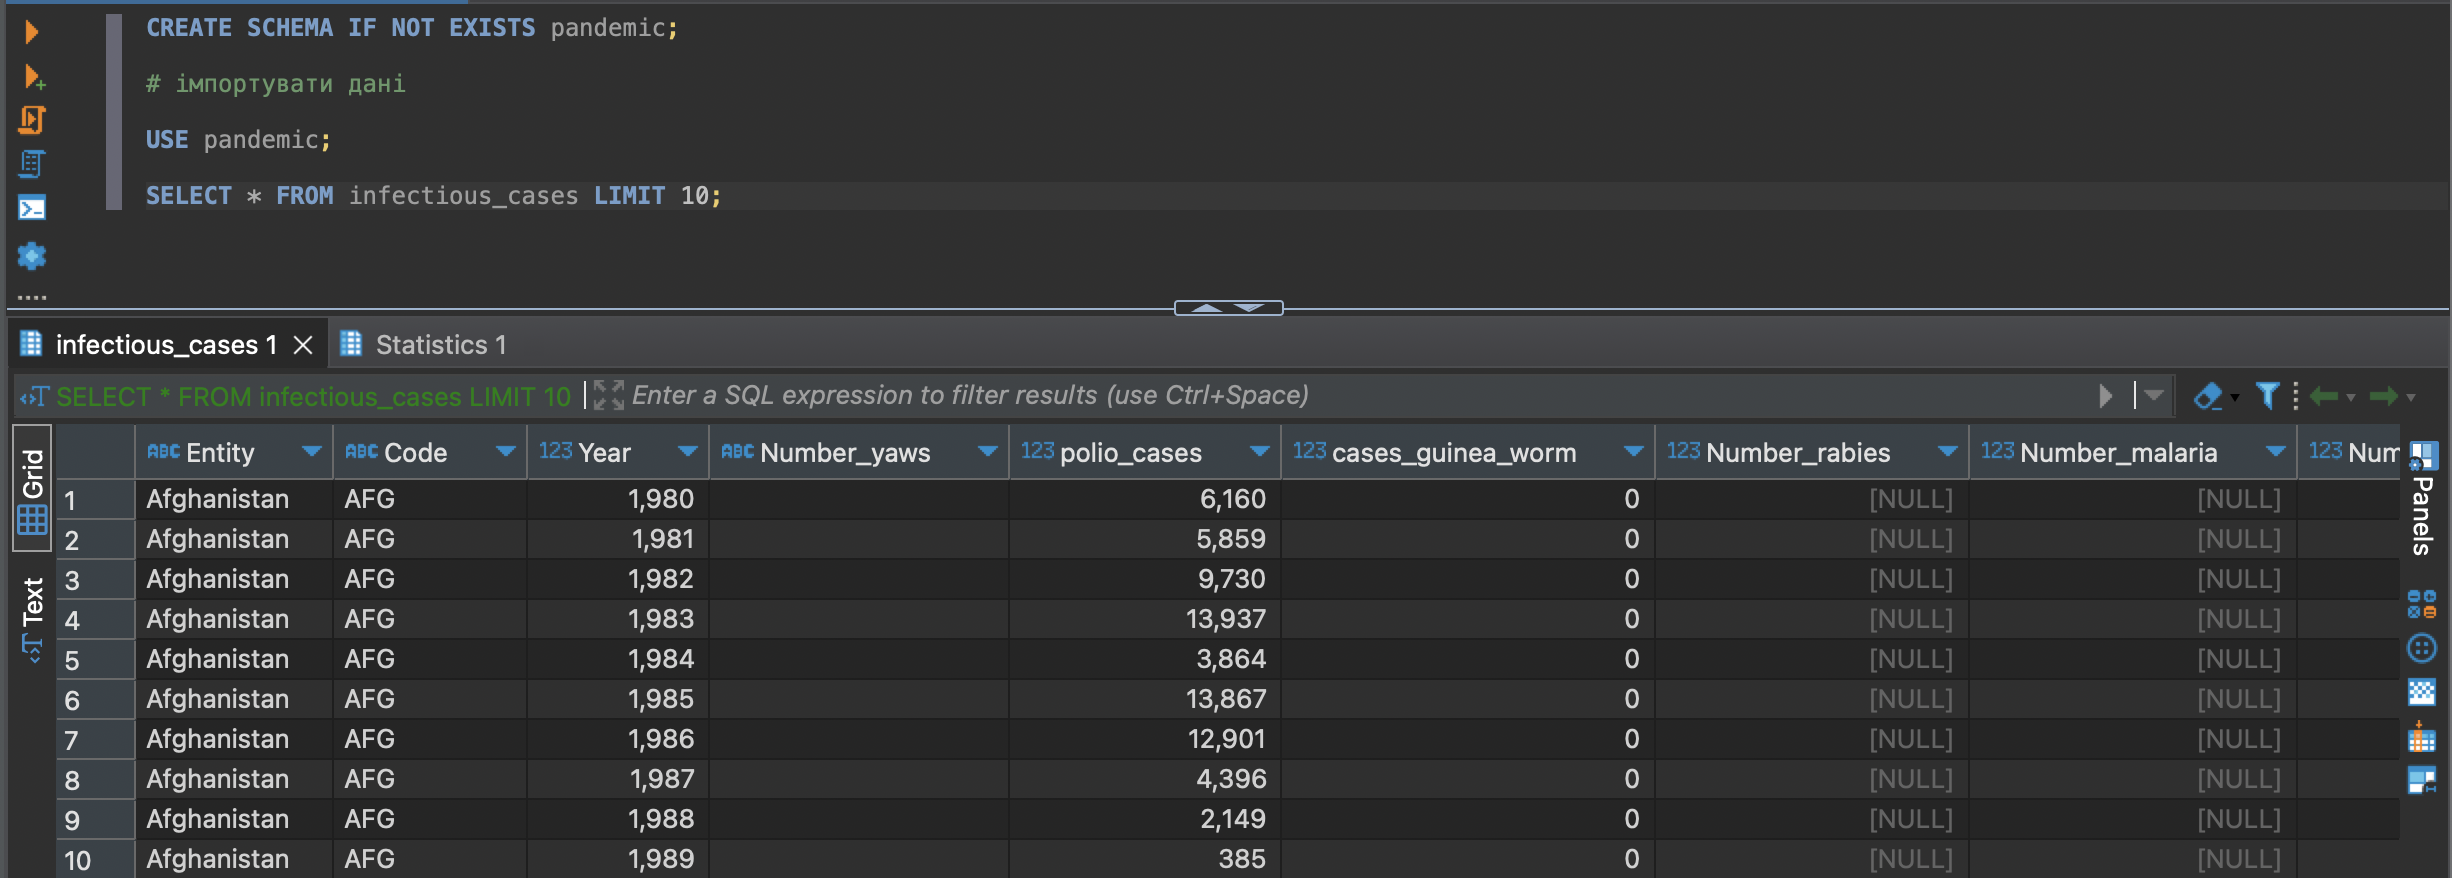 CREATE SCHEMA IF NOT EXISTS pandemic;
# імпортувати дані
USE pandemic;
SELECT * FROM infectious_cases LIMIT 10;
infectious_cases 1 Statistics 1
SELECT * FROM infectious_cases LIMIT 10 Enter a SQL expression to filter results (use Ctrl+Space)
Grid
Text
Panels
ABC Entity ABC Code 123 Year ABC Number_yaws 123 polio_cases 123 cases_guinea_worm 123 Number_rabies 123 Number_malaria 123 Num
1 Afghanistan AFG 1,980 6,160 0 [NULL] [NULL]
2 Afghanistan AFG 1,981 5,859 0 [NULL] [NULL]
3 Afghanistan AFG 1,982 9,730 0 [NULL] [NULL]
4 Afghanistan AFG 1,983 13,937 0 [NULL] [NULL]
5 Afghanistan AFG 1,984 3,864 0 [NULL] [NULL]
6 Afghanistan AFG 1,985 13,867 0 [NULL] [NULL]
7 Afghanistan AFG 1,986 12,901 0 [NULL] [NULL]
8 Afghanistan AFG 1,987 4,396 0 [NULL] [NULL]
9 Afghanistan AFG 1,988 2,149 0 [NULL] [NULL]
10 Afghanistan AFG 1,989 385 0 [NULL] [NULL]